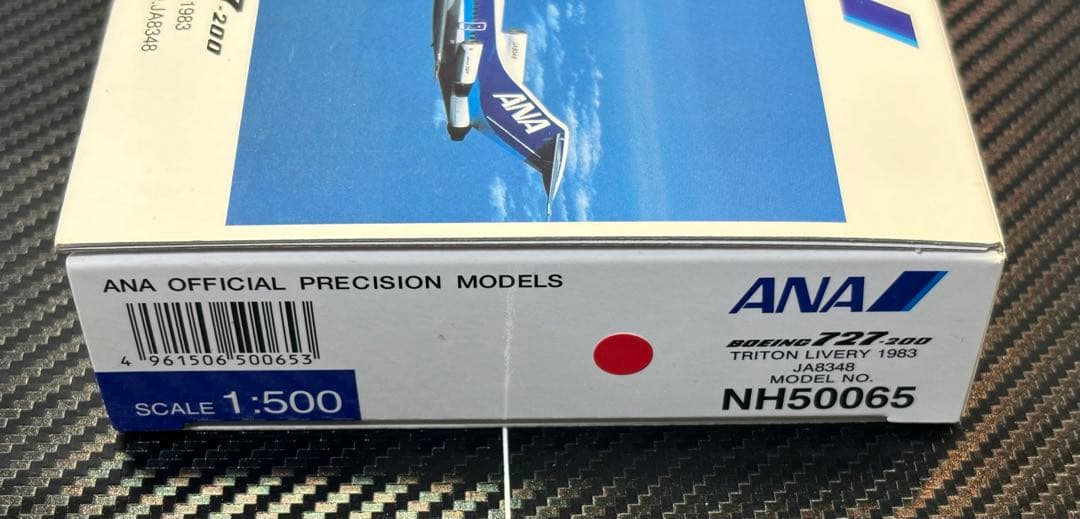 -200
1983
JA8348
ANA
ANA OFFICIAL PRECISION MODELS
4 961506 500653
SCALE 1:500
ANA
BOEING 727-200
TRITON LIVERY 1983
JA8348
MODEL NO.
NH50065